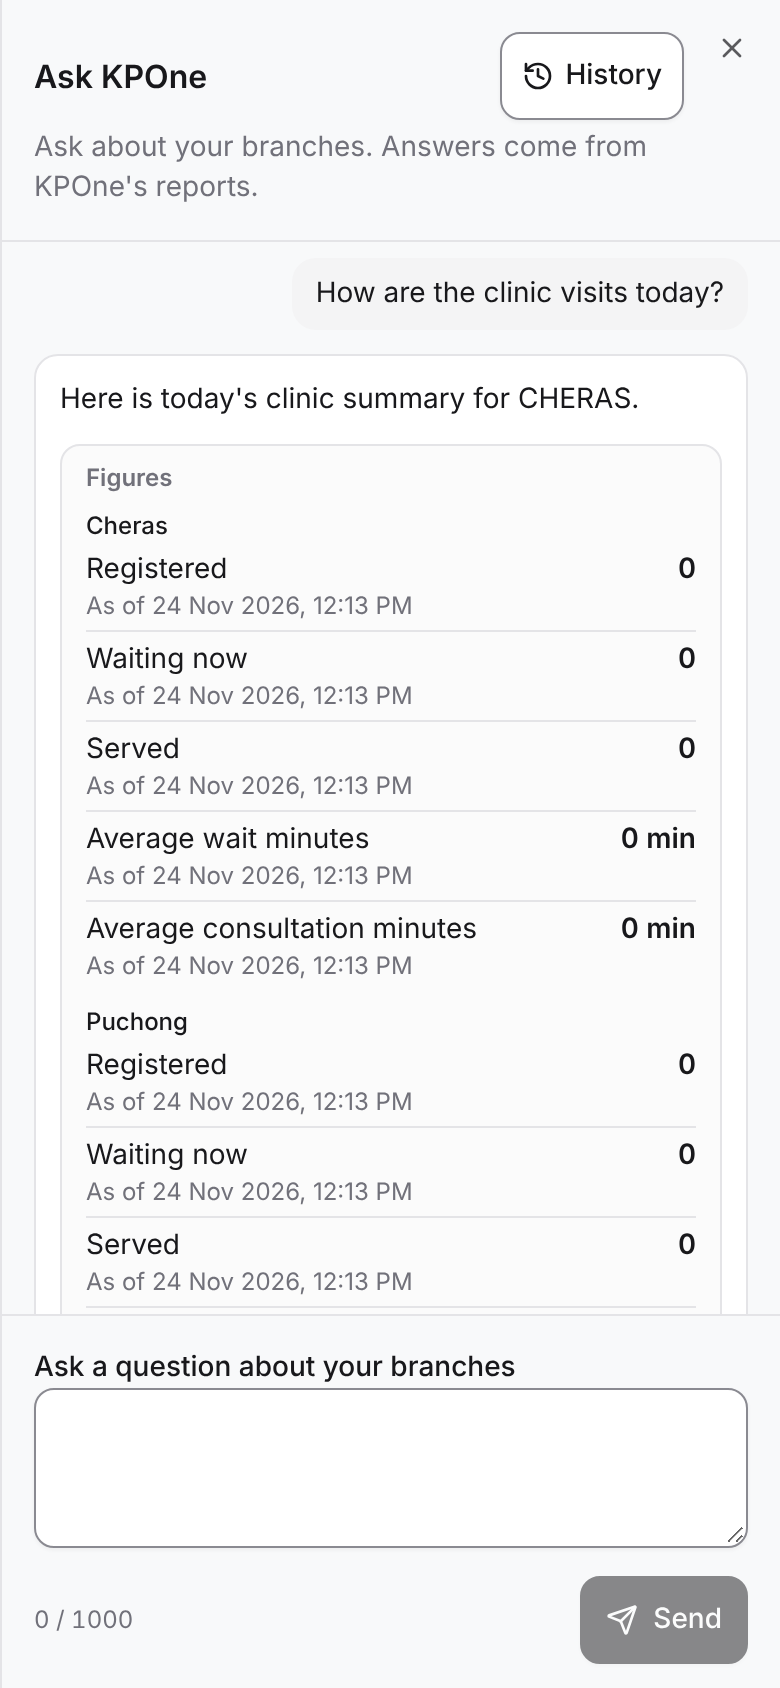 Ask KPOne
History
Ask about your branches. Answers come from
KPOne's reports.
How are the clinic visits today?
Here is today's clinic summary for CHERAS.
Figures
Cheras
Registered 0
As of 24 Nov 2026, 12:13 PM
Waiting now 0
As of 24 Nov 2026, 12:13 PM
Served 0
As of 24 Nov 2026, 12:13 PM
Average wait minutes 0 min
As of 24 Nov 2026, 12:13 PM
Average consultation minutes 0 min
As of 24 Nov 2026, 12:13 PM
Puchong
Registered 0
As of 24 Nov 2026, 12:13 PM
Waiting now 0
As of 24 Nov 2026, 12:13 PM
Served 0
As of 24 Nov 2026, 12:13 PM
Ask a question about your branches
0 / 1000
Send